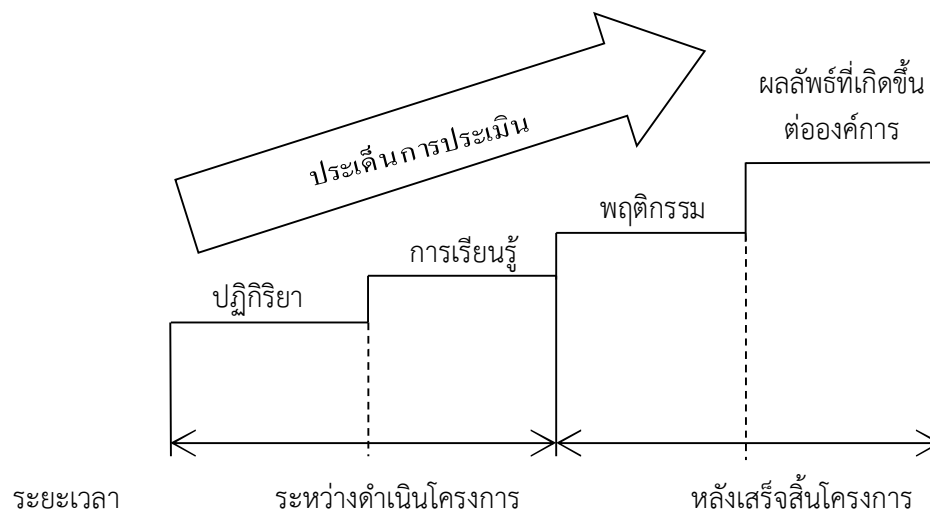 ผลลัพธ์ที่เกิดขึ้น
ต่อองค์การ
ประเด็นการประเมิน
พฤติกรรม
การเรียนรู้
ปฏิกิริยา
ระยะเวลา ระหว่างดำเนินโครงการ หลังเสร็จสิ้นโครงการ